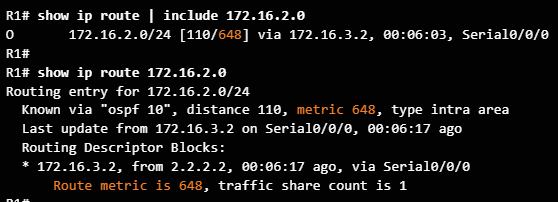 R1# show ip route | include 172.16.2.0
O       172.16.2.0/24 [110/648] via 172.16.3.2, 00:06:03, Serial0/0/0
R1#
R1# show ip route 172.16.2.0
Routing entry for 172.16.2.0/24
  Known via "ospf 10", distance 110, metric 648, type intra area
  Last update from 172.16.3.2 on Serial0/0/0, 00:06:17 ago
  Routing Descriptor Blocks:
  * 172.16.3.2, from 2.2.2.2, 00:06:17 ago, via Serial0/0/0
      Route metric is 648, traffic share count is 1
R1#